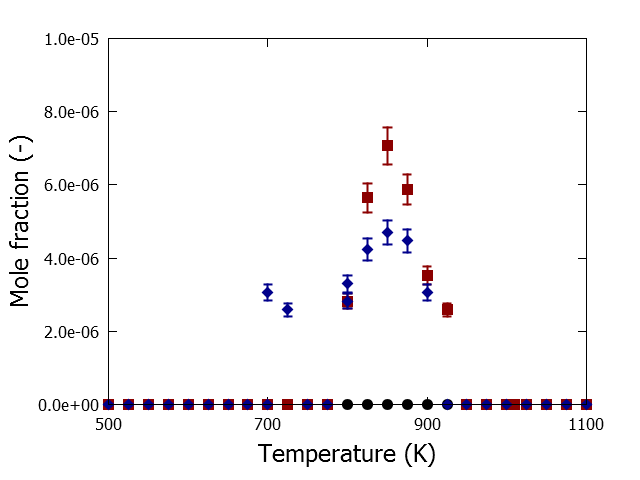 1.0e-05
8.0e-06
6.0e-06
4.0e-06
2.0e-06
0.0e+00
500 700 900 1100
Temperature (K)
Mole fraction (-)